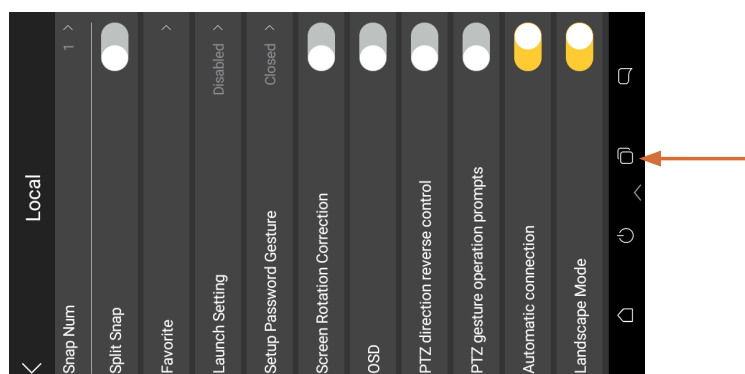 Local
Snap Num 1
Split Snap
Favorite
Launch Setting Disabled
Setup Password Gesture Closed
Screen Rotation Correction
OSD
PTZ direction reverse control
PTZ gesture operation prompts
Automatic connection
Landscape Mode